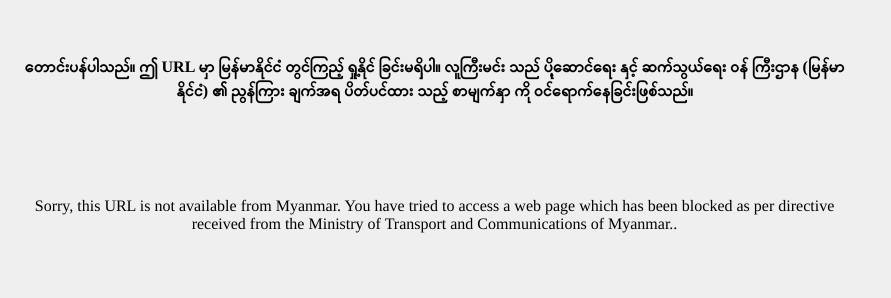 တောင်းပန်ပါသည်။ ဤ URL မှာ မြန်မာနိုင်ငံ တွင်ကြည့် ရှု့နိုင် ခြင်းမရှိပါ။ လူကြီးမင်း သည် ပို့ဆောင်ရေး နှင့် ဆက်သွယ်ရေး ဝန် ကြီးဌာန (မြန်မာ
နိုင်ငံ) ၏ ညွှန်ကြား ချက်အရ ပိတ်ပင်ထား သည့် စာမျက်နှာ ကို ဝင်ရောက်နေခြင်းဖြစ်သည်။
Sorry, this URL is not available from Myanmar. You have tried to access a web page which has been blocked as per directive
received from the Ministry of Transport and Communications of Myanmar..